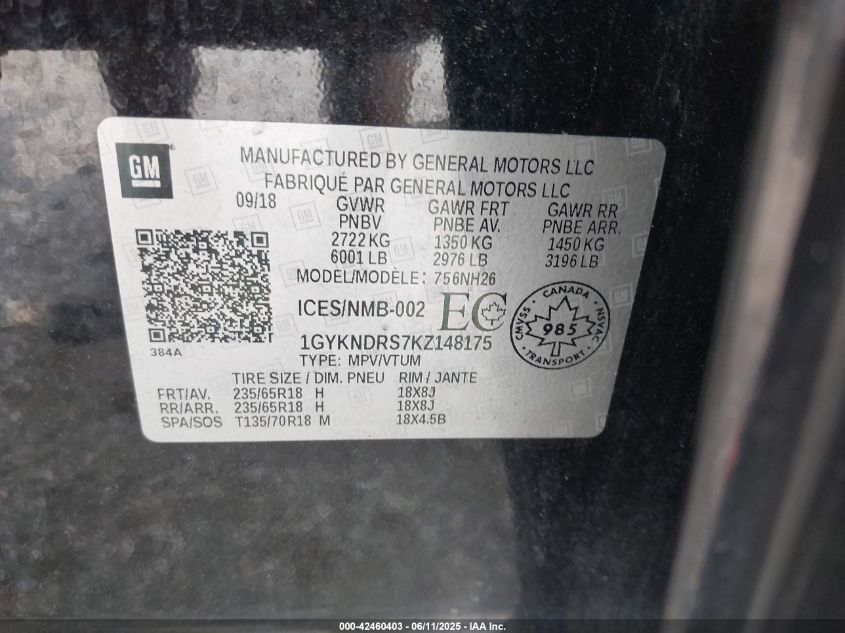 GM
MANUFACTURED BY GENERAL MOTORS LLC
FABRIQUÉ PAR GENERAL MOTORS LLC
09/18 GVWR GAWR FRT GAWR RR
PNBV PNBE AV. PNBE ARR.
2722 KG 1350 KG 1450 KG
6001 LB 2976 LB 3196 LB
MODEL/MODÈLE: 756NH26
ICES/NMB-002 EC
1GYKNDRS7KZ148175
384A
TYPE: MPV/VTUM
CANADA
CMVSS 985 NSVAC
TRANSPORT
TIRE SIZE / DIM. PNEU RIM / JANTE
FRT/AV. 235/65R18 H 18X8J
RR/ARR. 235/65R18 H 18X8J
SPA/SOS T135/70R18 M 18X4.5B
000-42460403 - 06/11/2025 - IAA Inc.